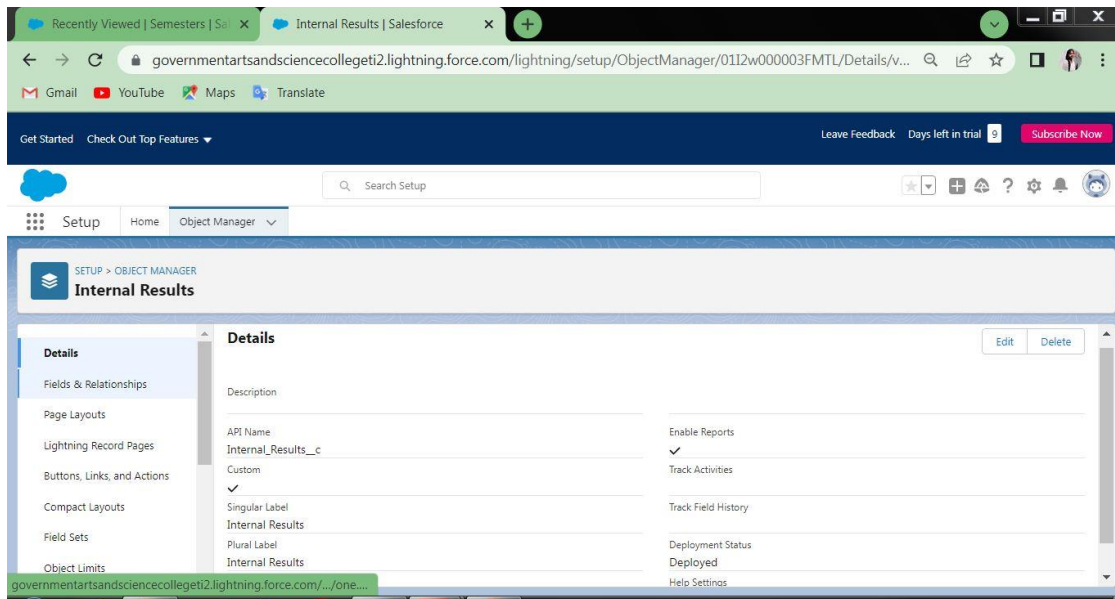 Recently Viewed | Semesters | Sal
Internal Results | Salesforce
governmentartsandsciencecollegeti2.lightning.force.com/lightning/setup/ObjectManager/01I2w000003FMTL/Details/v...
Gmail YouTube Maps Translate
Get Started Check Out Top Features Leave Feedback Days left in trial 9 Subscribe Now
Search Setup
Setup Home Object Manager
SETUP > OBJECT MANAGER
Internal Results
Details
Fields & Relationships
Page Layouts
Lightning Record Pages
Buttons, Links, and Actions
Compact Layouts
Field Sets
Object Limits
Details
Edit Delete
Description
API Name
Internal_Results__c
Custom
Singular Label
Internal Results
Plural Label
Internal Results
Enable Reports
Track Activities
Track Field History
Deployment Status
Deployed
Help Settings
governmentartsandsciencecollegeti2.lightning.force.com/.../one....